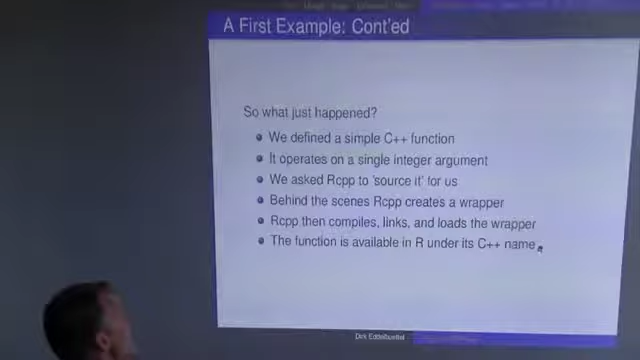 A First Example: Cont'ed
So what just happened?
We defined a simple C++ function
It operates on a single integer argument
We asked Rcpp to 'source it' for us
Behind the scenes Rcpp creates a wrapper
Rcpp then compiles, links, and loads the wrapper
The function is available in R under its C++ name.
Dirk Eddelbuettel